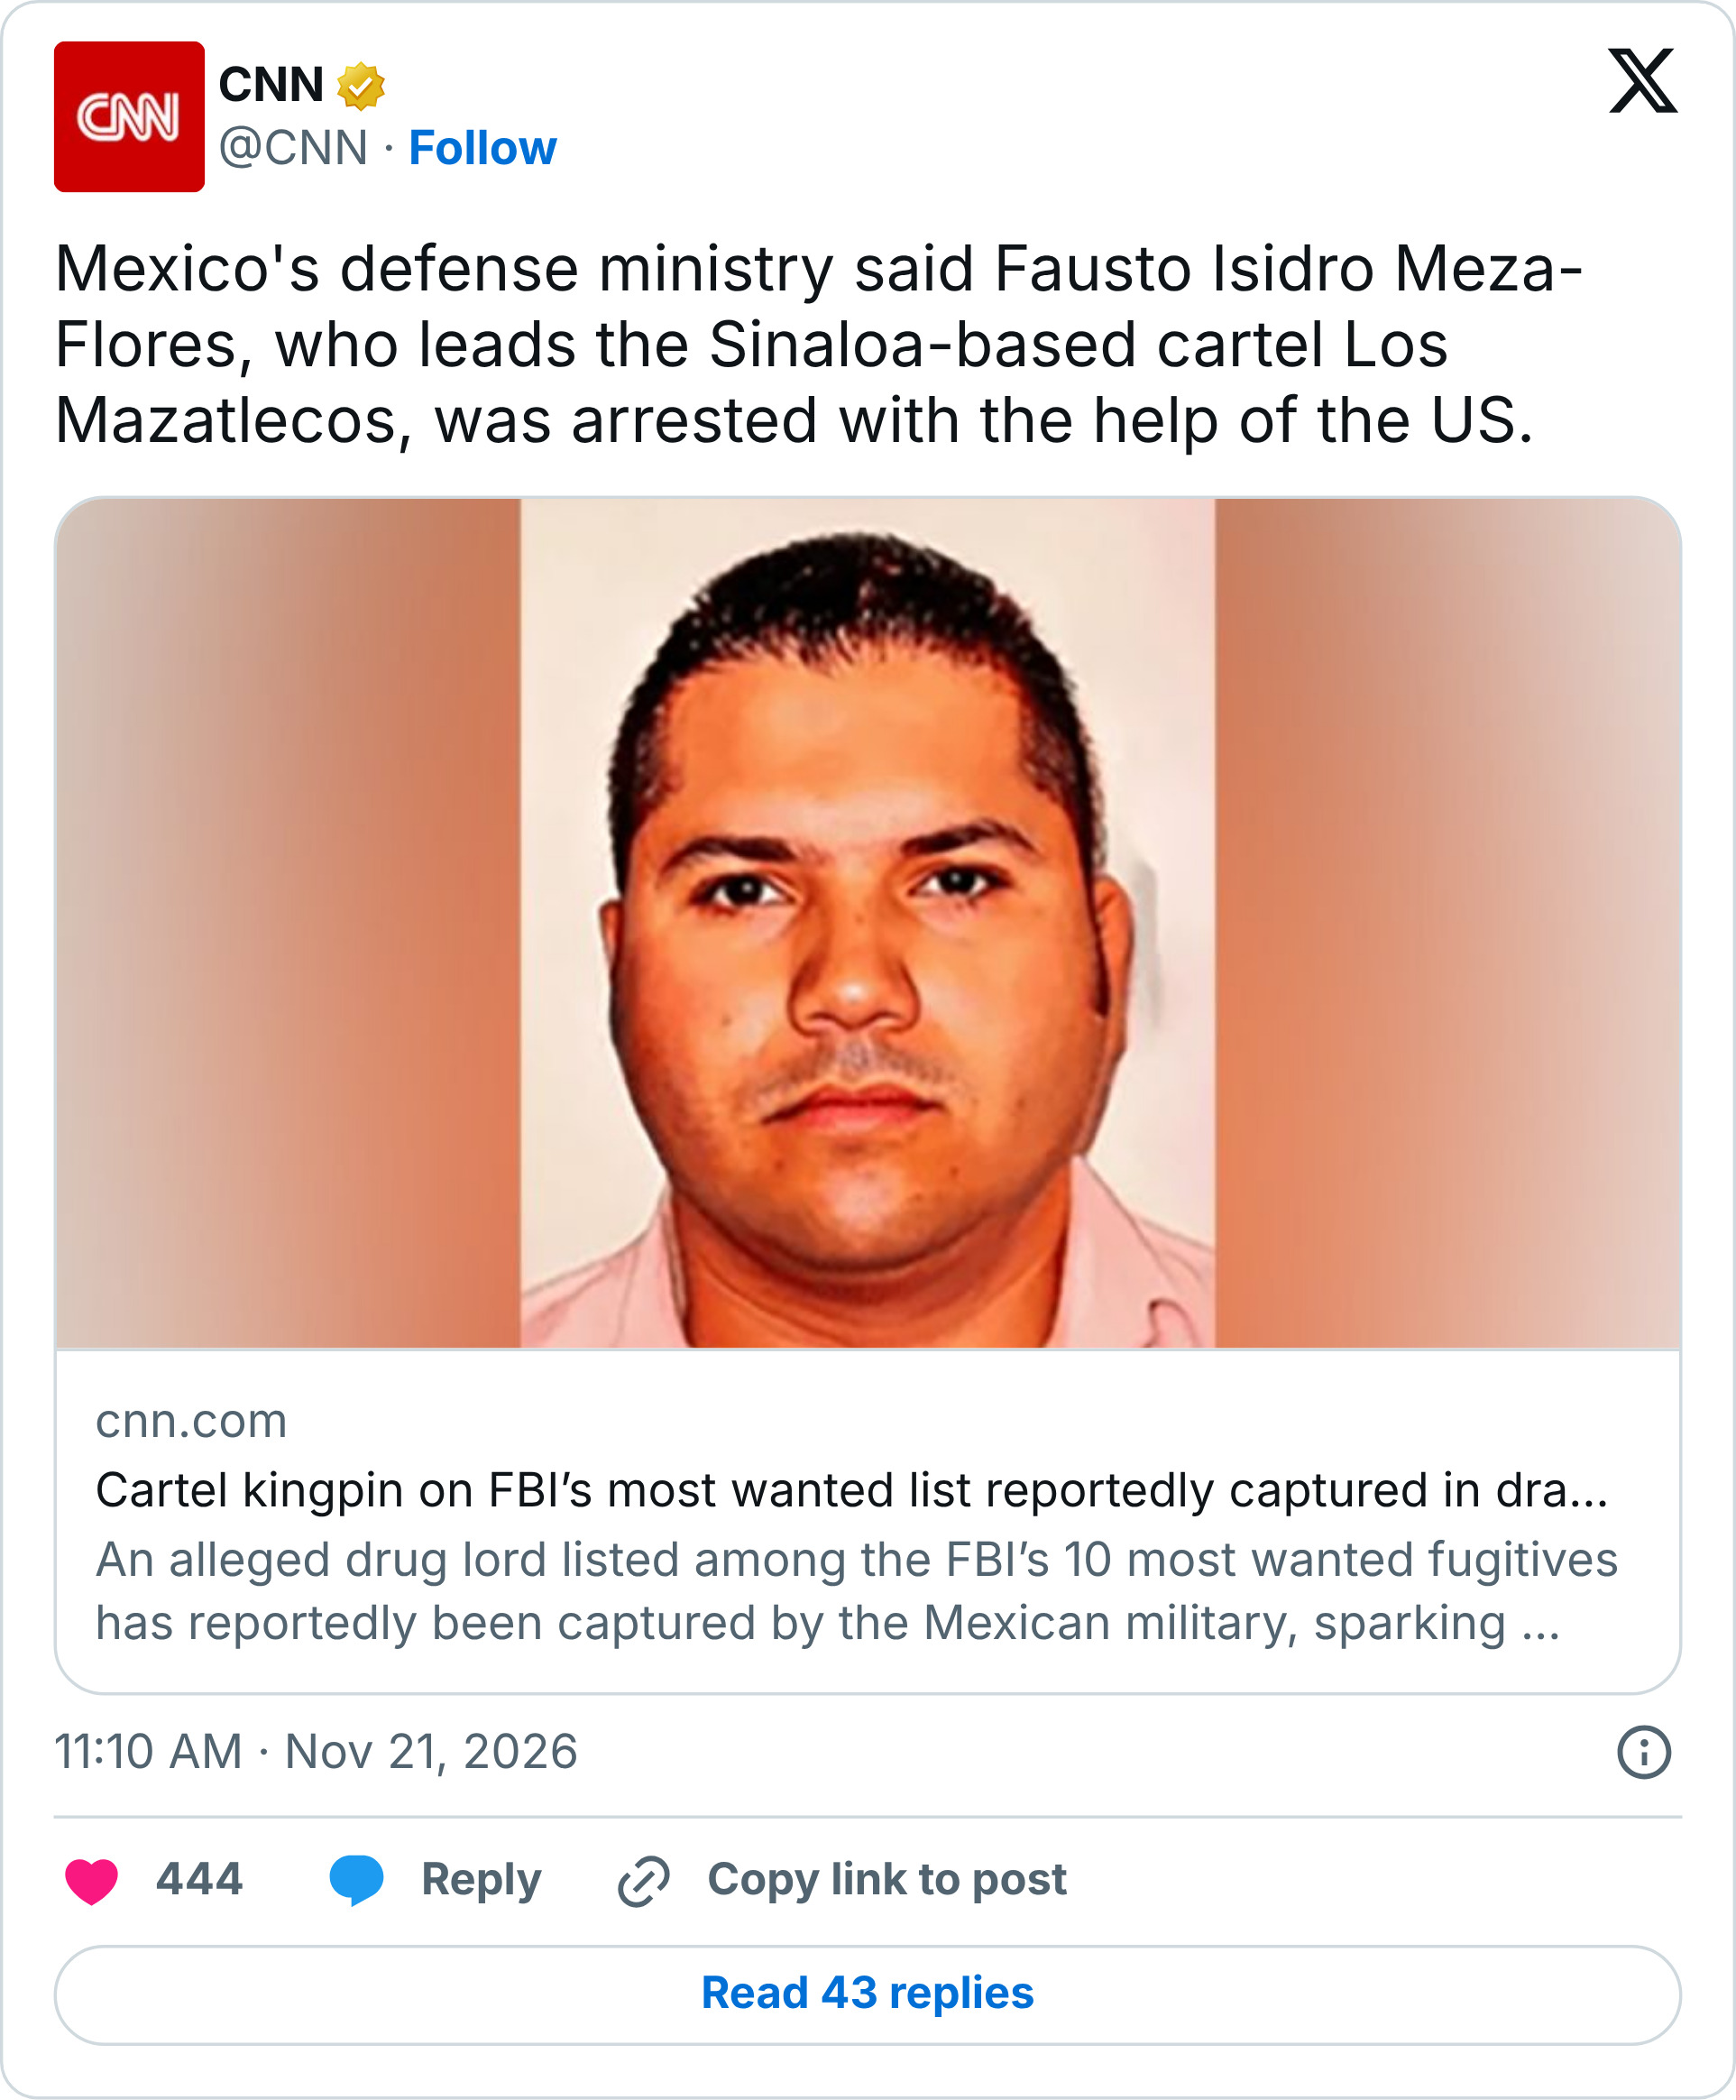 CNN
CNN
@CNN · Follow
Mexico's defense ministry said Fausto Isidro Meza-
Flores, who leads the Sinaloa-based cartel Los
Mazatlecos, was arrested with the help of the US.
cnn.com
Cartel kingpin on FBI’s most wanted list reportedly captured in dra...
An alleged drug lord listed among the FBI’s 10 most wanted fugitives
has reportedly been captured by the Mexican military, sparking ...
11:10 AM · Nov 21, 2026
444 Reply Copy link to post
Read 43 replies